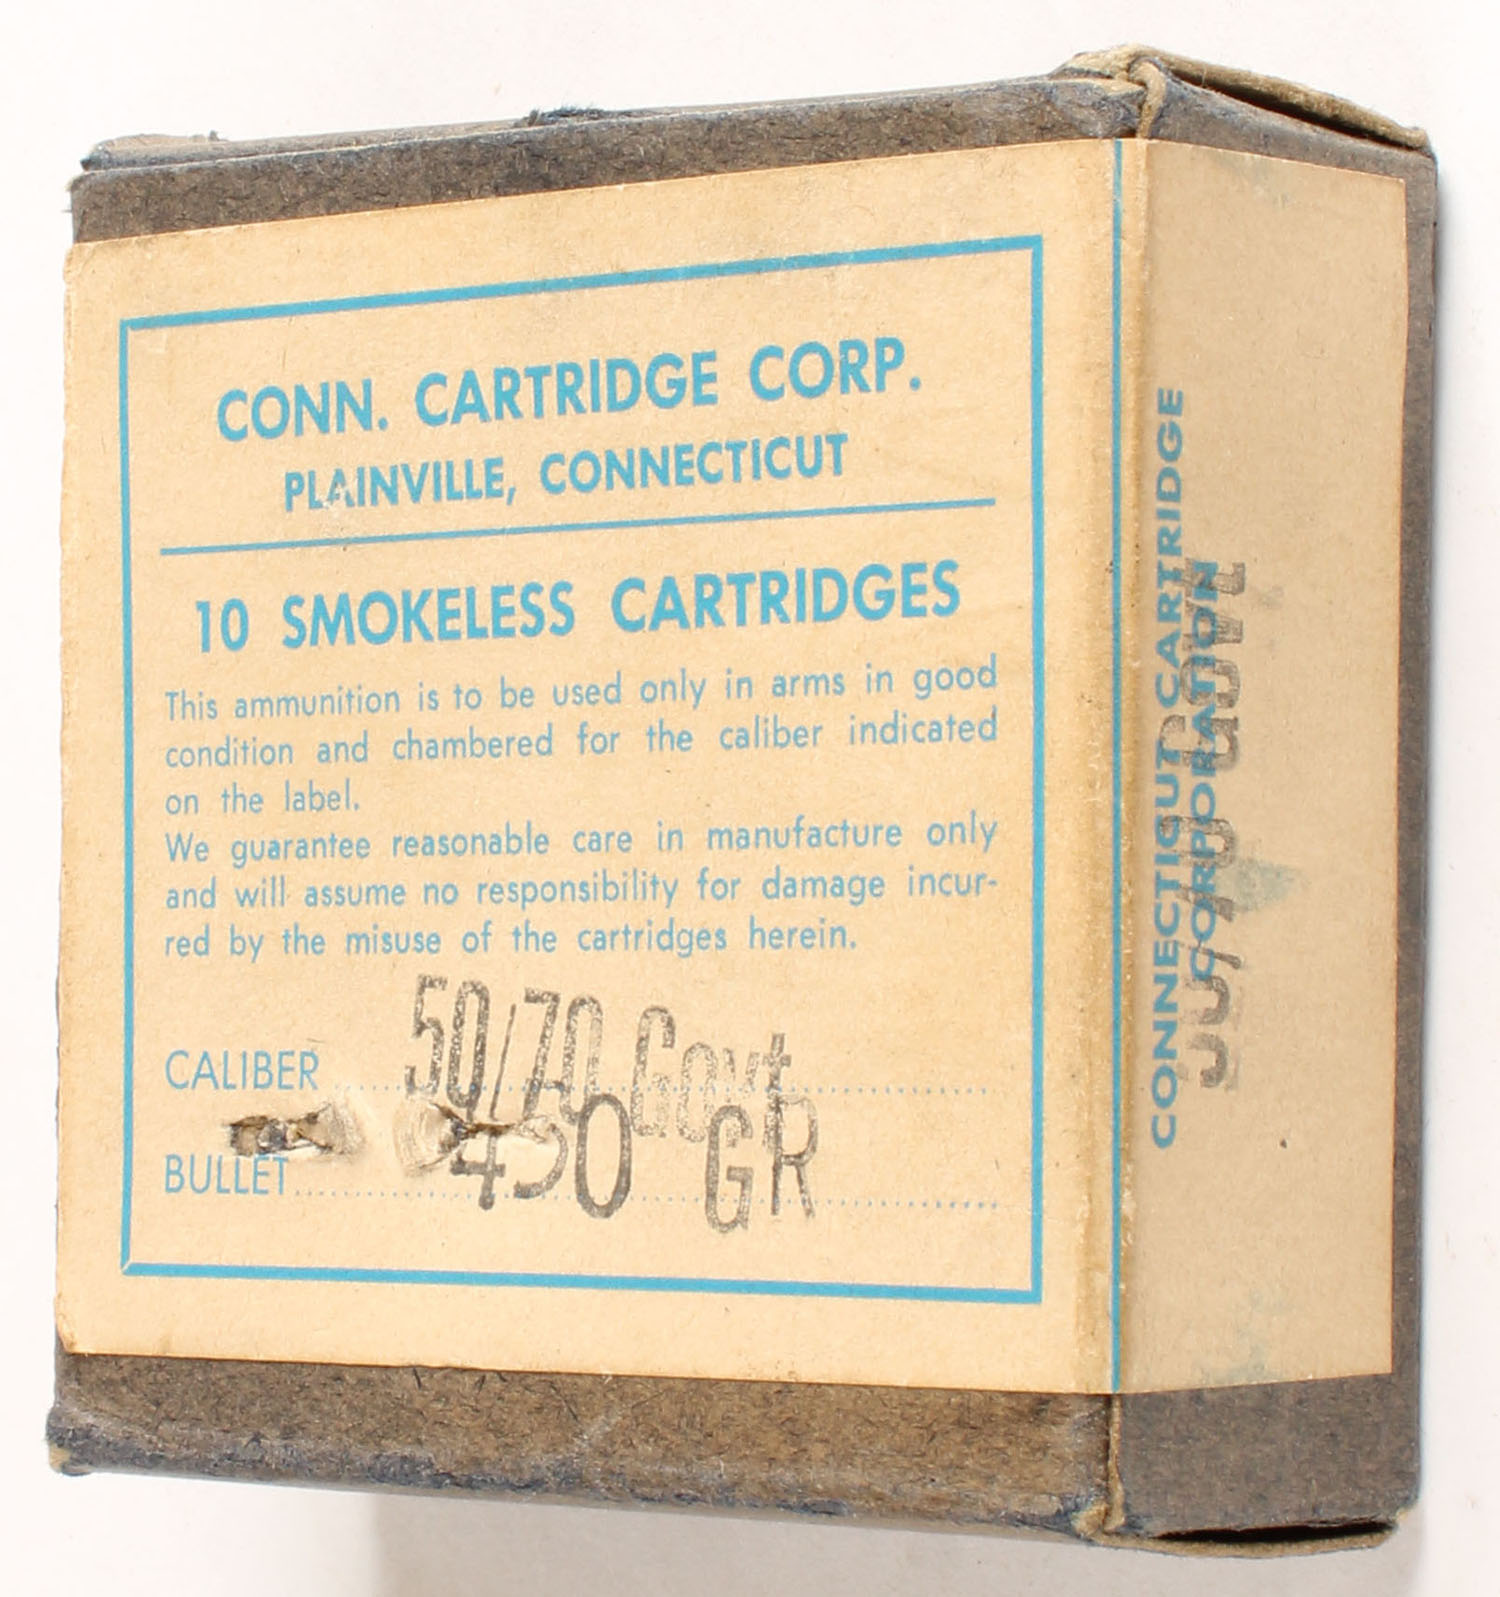 CONN. CARTRIDGE CORP.
PLAINVILLE, CONNECTICUT
10 SMOKELESS CARTRIDGES
This ammunition is to be used only in arms in good
condition and chambered for the caliber indicated
on the label.
We guarantee reasonable care in manufacture only
and will assume no responsibility for damage incur-
red by the misuse of the cartridges herein.
CALIBER 50/70 Govt
BULLET 450 GR
CONNECTICUT CARTRIDGE
CORPORATION
50/70 Govt